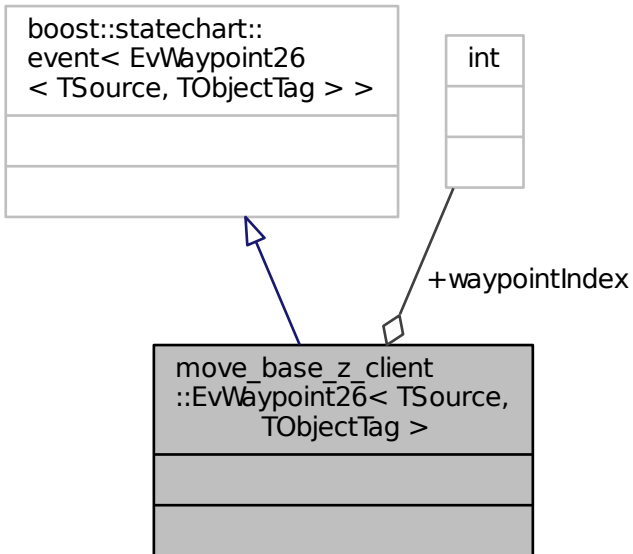 boost::statechart::
event< EvWaypoint26
< TSource, TObjectTag > >
int
+waypointIndex
move_base_z_client
::EvWaypoint26< TSource,
TObjectTag >